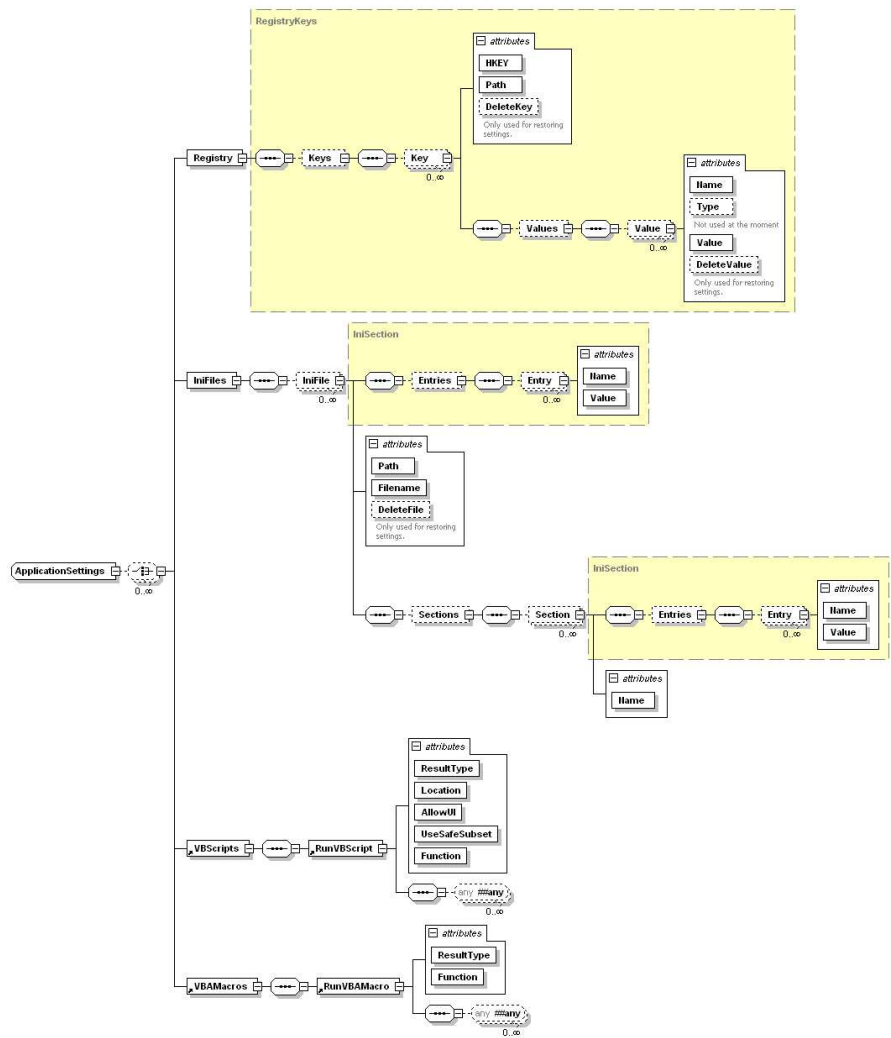 RegistryKeys
attributes
HKEY
Path
DeleteKey
Only used for restoring
settings.
Registry
Keys
Key
0..∞
attributes
Name
Type
Not used at the moment
Value
DeleteValue
Only used for restoring
settings.
Values
Value
0..∞
IniSection
attributes
Name
Value
IniFiles
IniFile
0..∞
Entries
Entry
0..∞
attributes
Path
Filename
DeleteFile
Only used for restoring
settings.
ApplicationSettings
0..∞
IniSection
attributes
Name
Value
Sections
Section
0..∞
Entries
Entry
0..∞
attributes
Name
attributes
ResultType
Location
AllowUI
UseSafeSubset
Function
VBScripts
RunVBScript
any ##any
0..∞
attributes
ResultType
Function
VBAMacros
RunVBAMacro
any ##any
0..∞